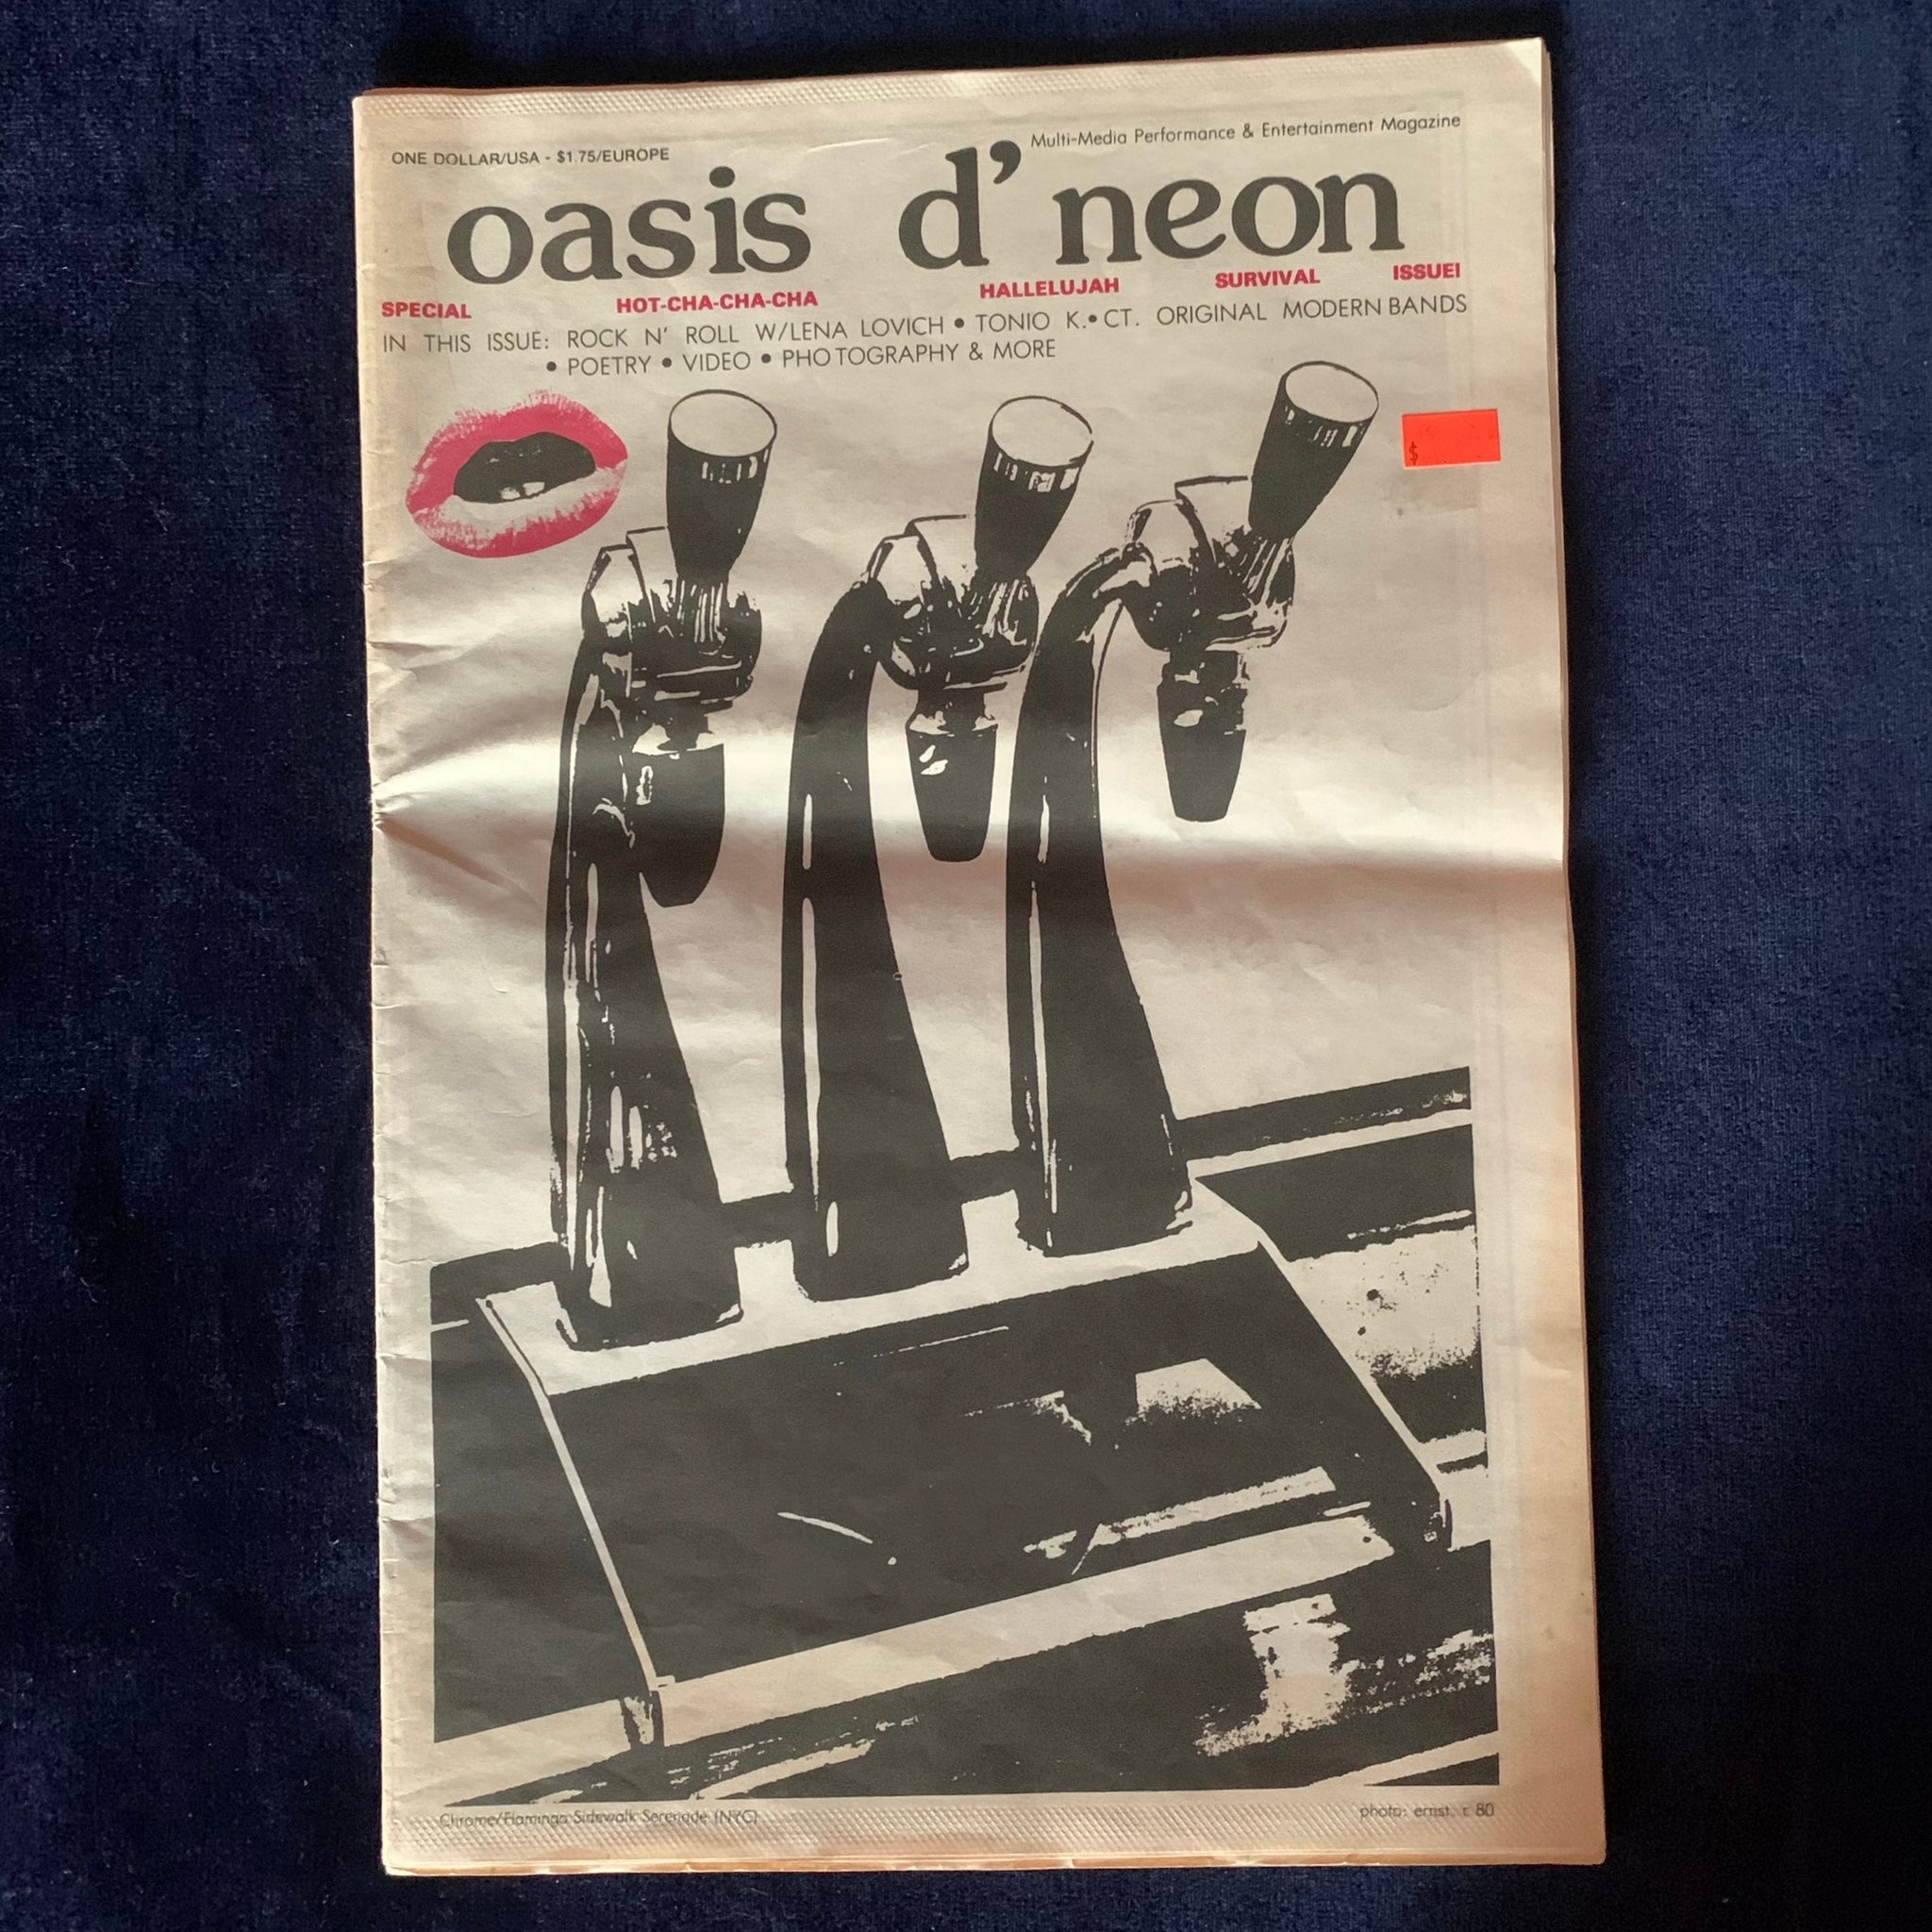 Multi-Media Performance & Entertainment Magazine
ONE DOLLAR/USA - $1.75/EUROPE
oasis d'neon
SPECIAL HOT-CHA-CHA-CHA HALLELUJAH SURVIVAL ISSUE!
IN THIS ISSUE: ROCK N' ROLL W/LENA LOVICH • TONIO K.• CT. ORIGINAL MODERN BANDS
• POETRY • VIDEO • PHOTOGRAPHY & MORE
$
Chrome/Flamingo Sidewalk Serenade (NYC)
photo: ernst. c 80